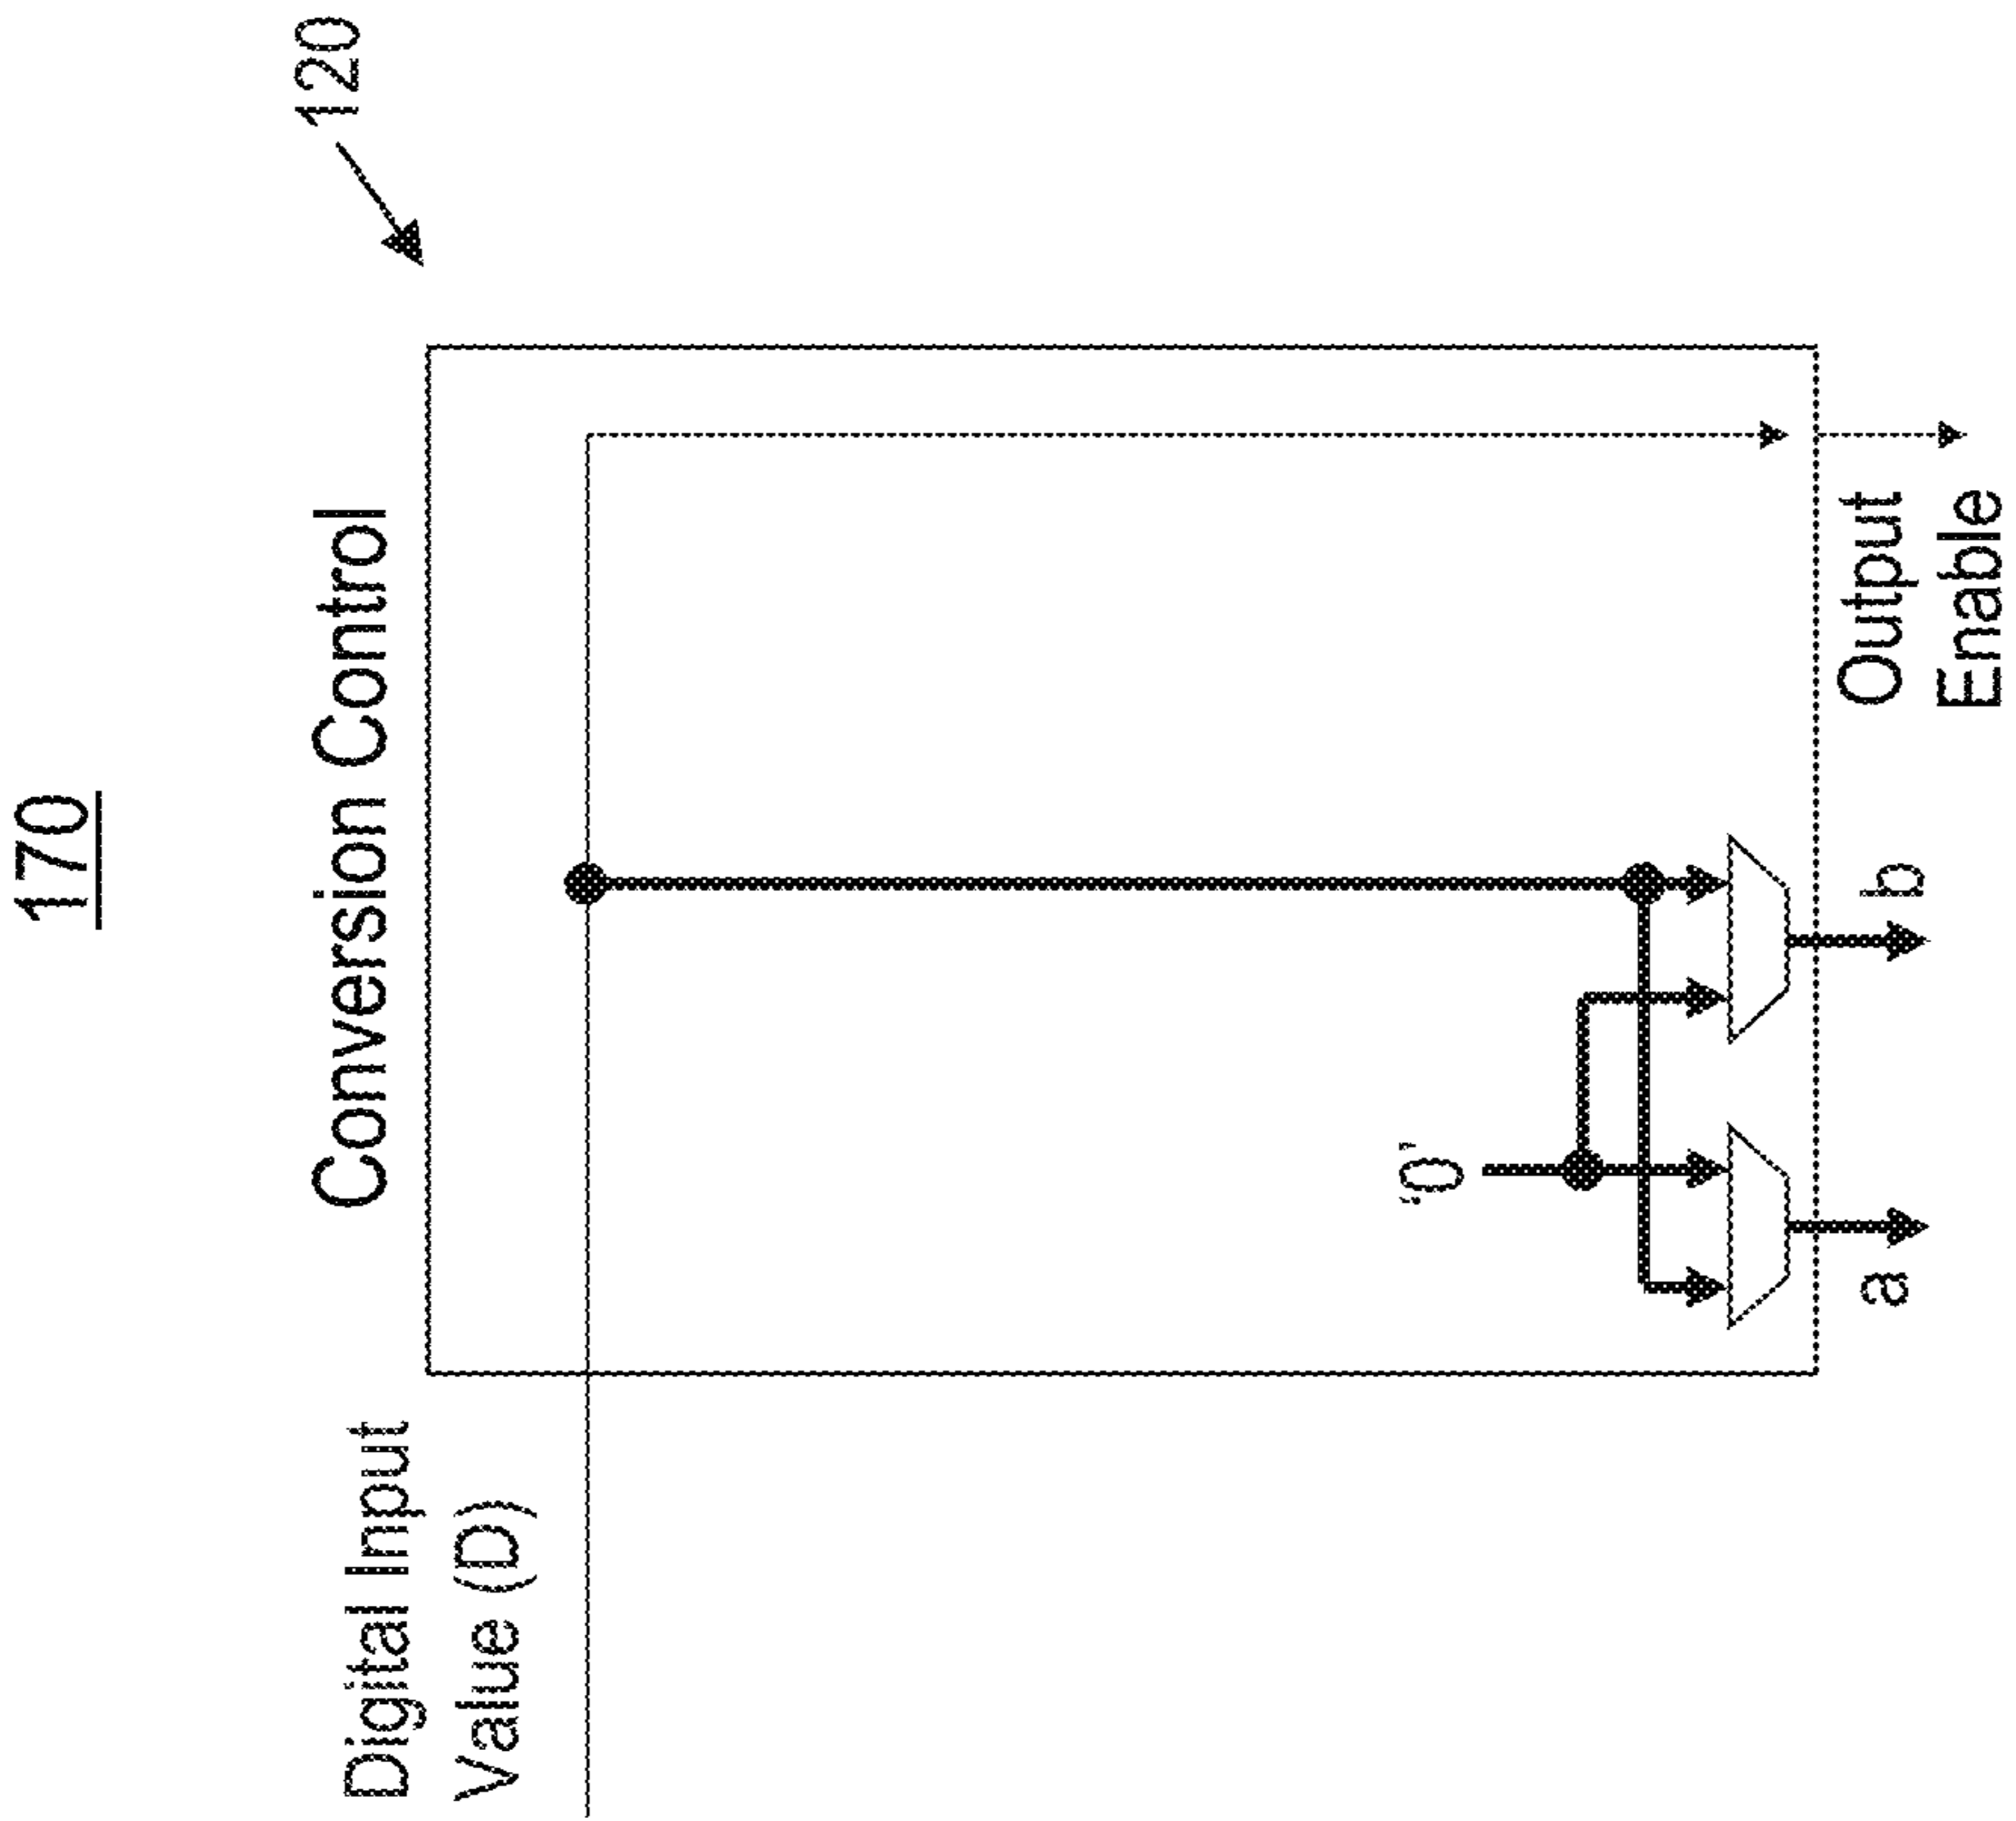 170
120
Conversion Control
Digital Input
Value (D)
'0'
a
b
Output
Enable